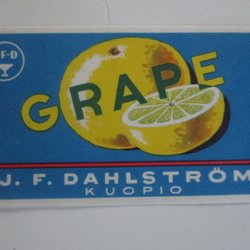 F·D
GRAPE
J. F. DAHLSTRÖM
KUOPIO